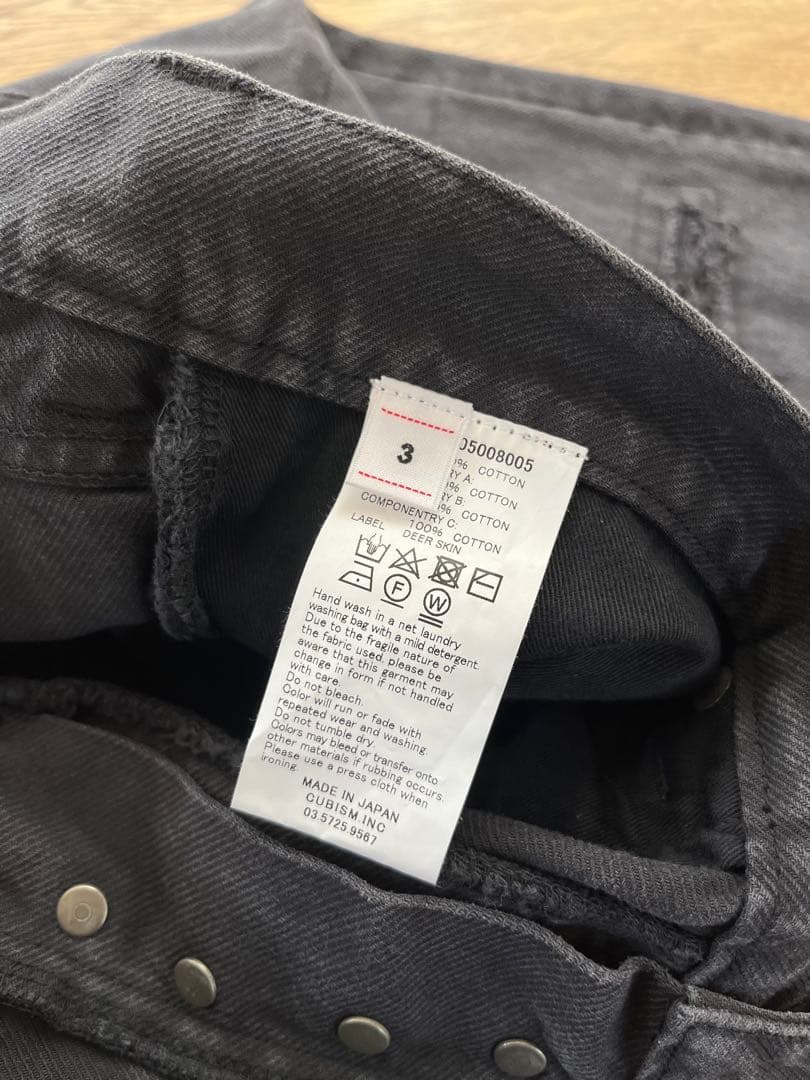 3
05008005
% COTTON
RY A:
% COTTON
RY B:
% COTTON
COMPONENTRY C:
100% COTTON
LABEL DEER SKIN
F
W
Hand wash in a net laundry
washing bag with a mild detergent.
Due to the fragile nature of
the fabric used, please be
aware that this garment may
change in form if not handled
with care.
Do not bleach.
Color will run or fade with
repeated wear and washing.
Do not tumble dry.
Colors may bleed or transfer onto
other materials if rubbing occurs.
Please use a press cloth when
ironing.
MADE IN JAPAN
CUBISM.INC
03.5725.9567